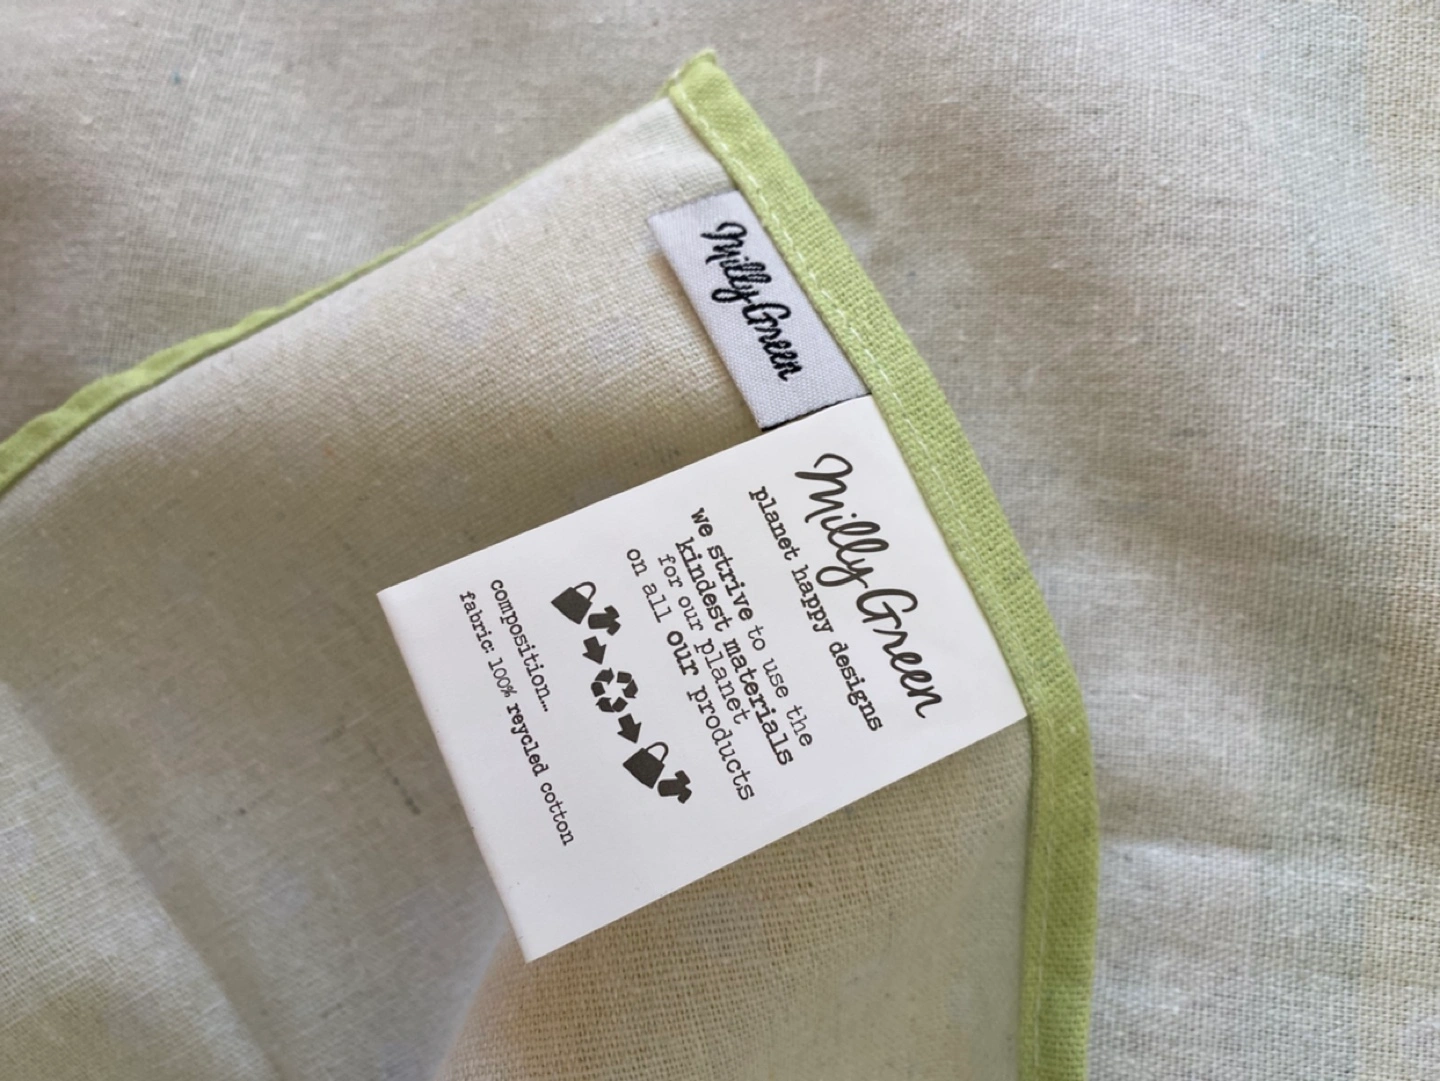 Milly Green
Milly Green
planet happy designs
we strive to use the
kindest materials
for our planet
on all our products
composition...
fabric: 100% reycled cotton